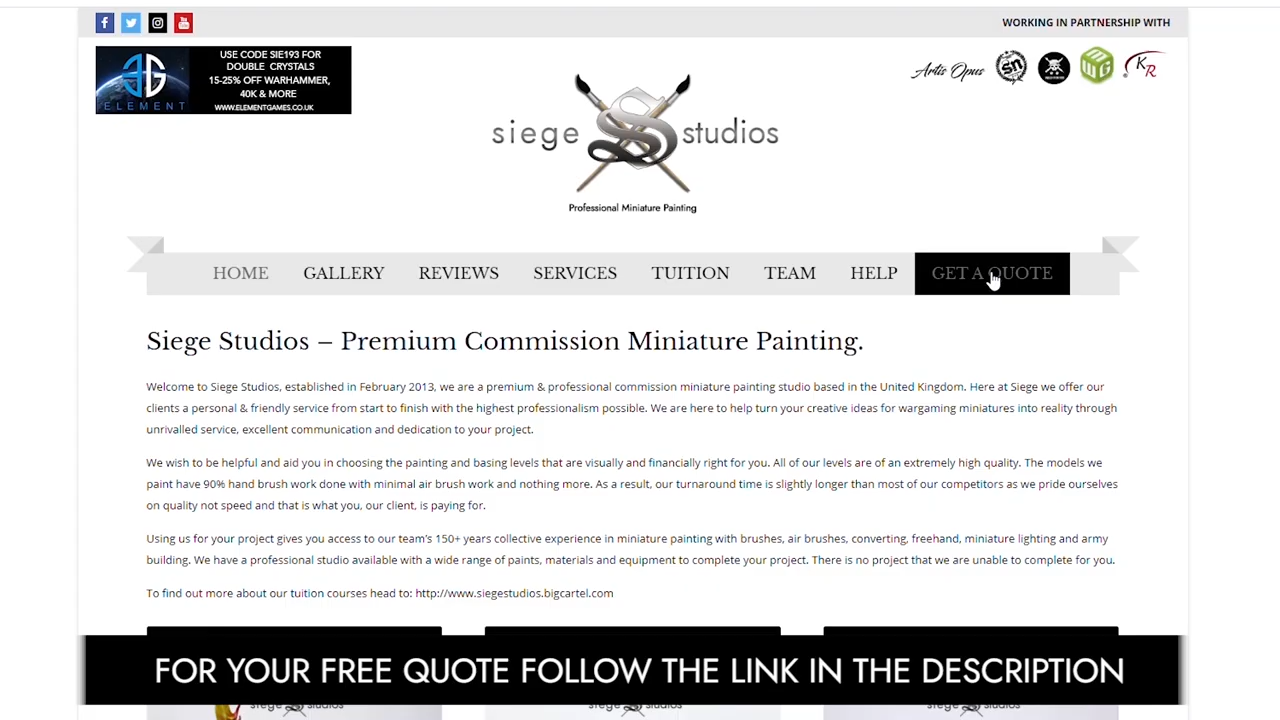 WORKING IN PARTNERSHIP WITH
USE CODE SIE193 FOR
DOUBLE CRYSTALS
15-25% OFF WARHAMMER,
40K & MORE
WWW.ELEMENTGAMES.CO.UK
ELEMENT
Artis Opus
KR
siege studios
Professional Miniature Painting
HOME GALLERY REVIEWS SERVICES TUITION TEAM HELP GET A QUOTE
Siege Studios – Premium Commission Miniature Painting.
Welcome to Siege Studios, established in February 2013, we are a premium & professional commission miniature painting studio based in the United Kingdom. Here at Siege we offer our
clients a personal & friendly service from start to finish with the highest professionalism possible. We are here to help turn your creative ideas for wargaming miniatures into reality through
unrivalled service, excellent communication and dedication to your project.
We wish to be helpful and aid you in choosing the painting and basing levels that are visually and financially right for you. All of our levels are of an extremely high quality. The models we
paint have 90% hand brush work done with minimal air brush work and nothing more. As a result, our turnaround time is slightly longer than most of our competitors as we pride ourselves
on quality not speed and that is what you, our client, is paying for.
Using us for your project gives you access to our team's 150+ years collective experience in miniature painting with brushes, air brushes, converting, freehand, miniature lighting and army
building. We have a professional studio available with a wide range of paints, materials and equipment to complete your project. There is no project that we are unable to complete for you.
To find out more about our tuition courses head to: http://www.siegestudios.bigcartel.com
FOR YOUR FREE QUOTE FOLLOW THE LINK IN THE DESCRIPTION